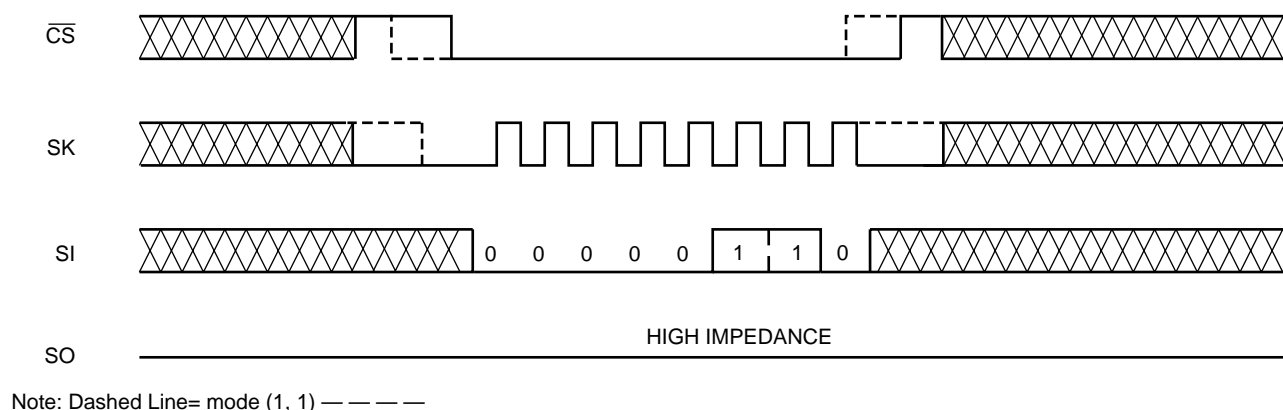 CS
SK
SI
0 0 0 0 0 1 1 0
HIGH IMPEDANCE
SO
Note: Dashed Line= mode (1, 1) — — — —